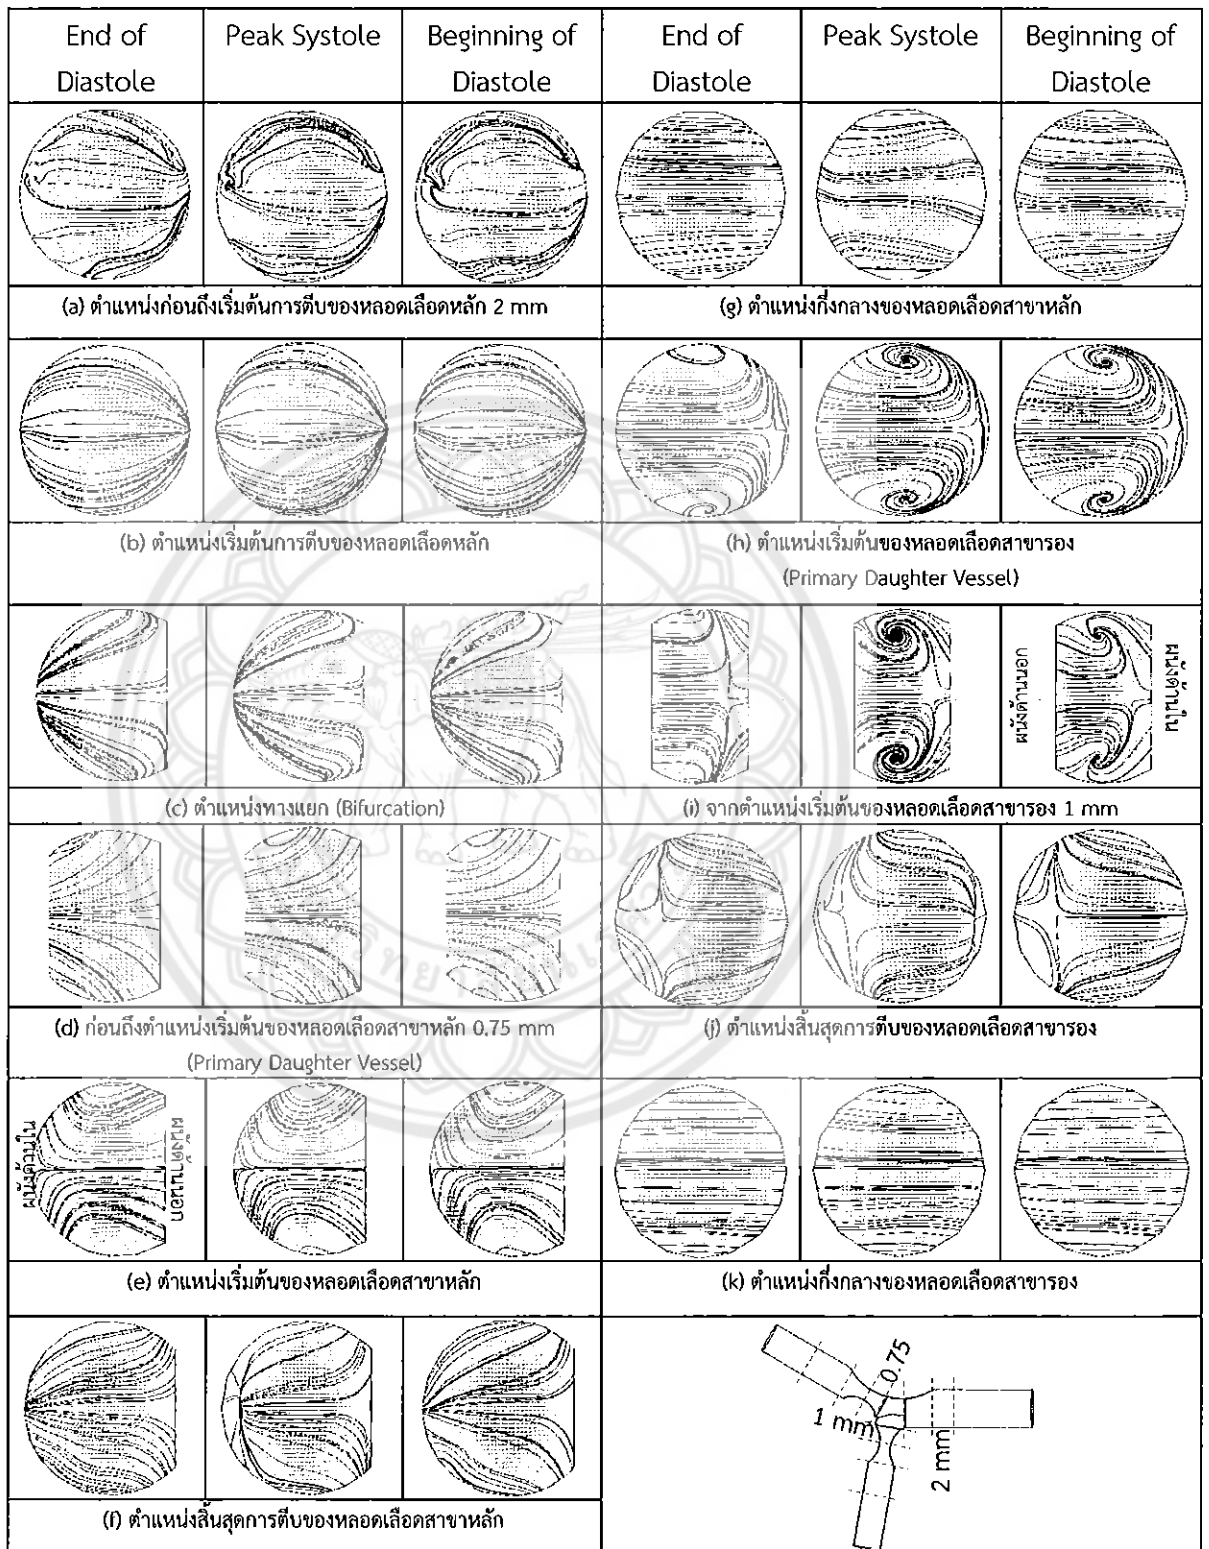 End of Diastole
Peak Systole
Beginning of Diastole
End of Diastole
Peak Systole
Beginning of Diastole
(a) ตำแหน่งก่อนถึงเริ่มต้นการตีบของหลอดเลือดหลัก 2 mm
(g) ตำแหน่งกึ่งกลางของหลอดเลือดสาขาหลัก
(b) ตำแหน่งเริ่มต้นการตีบของหลอดเลือดหลัก
(h) ตำแหน่งเริ่มต้นของหลอดเลือดสาขารอง
(Primary Daughter Vessel)
ผนังด้านนอก
ผนังด้านใน
(c) ตำแหน่งทางแยก (Bifurcation)
(i) จากตำแหน่งเริ่มต้นของหลอดเลือดสาขารอง 1 mm
(d) ก่อนถึงตำแหน่งเริ่มต้นของหลอดเลือดสาขาหลัก 0.75 mm
(Primary Daughter Vessel)
(j) ตำแหน่งสิ้นสุดการตีบของหลอดเลือดสาขารอง
ผนังด้านใน
ผนังด้านนอก
(e) ตำแหน่งเริ่มต้นของหลอดเลือดสาขาหลัก
(k) ตำแหน่งกึ่งกลางของหลอดเลือดสาขารอง
0.75
1 mm
2 mm
(f) ตำแหน่งสิ้นสุดการตีบของหลอดเลือดสาขาหลัก